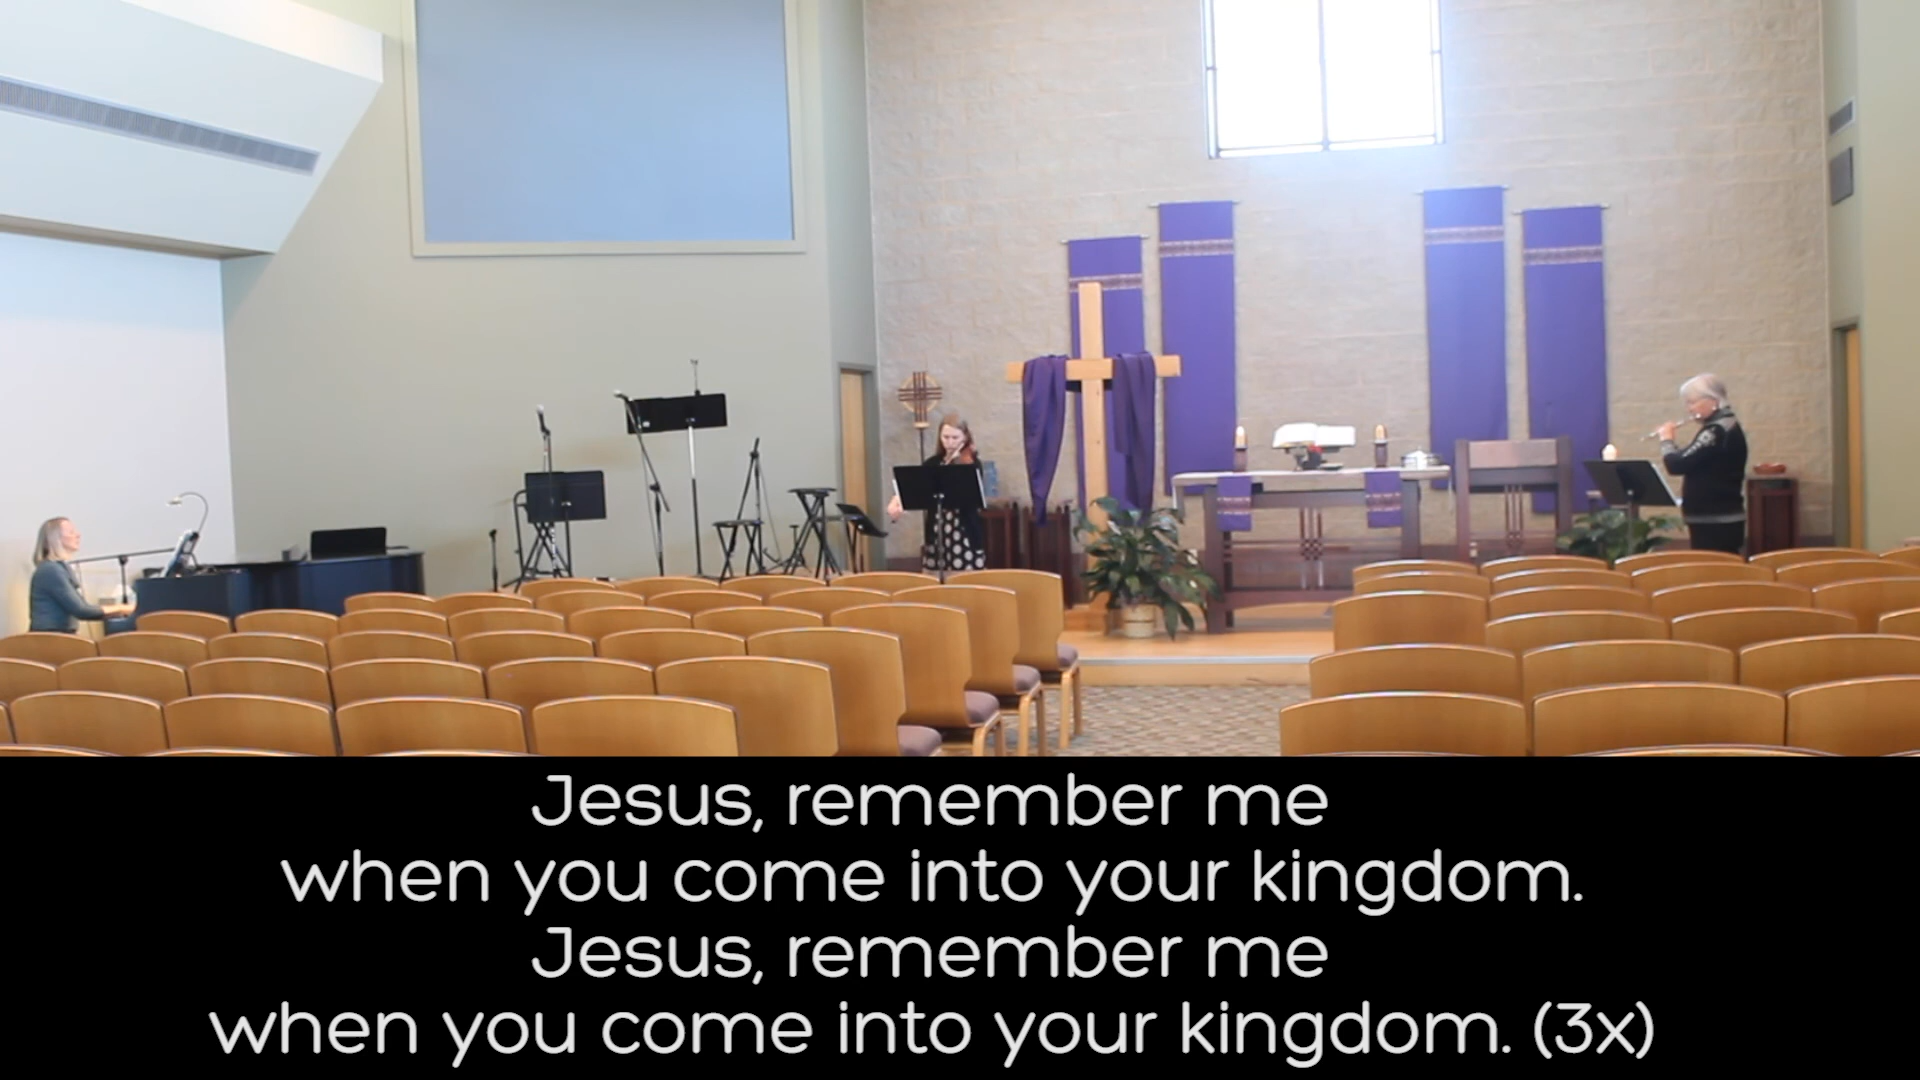 Jesus, remember me
when you come into your kingdom.
Jesus, remember me
when you come into your kingdom. (3x)